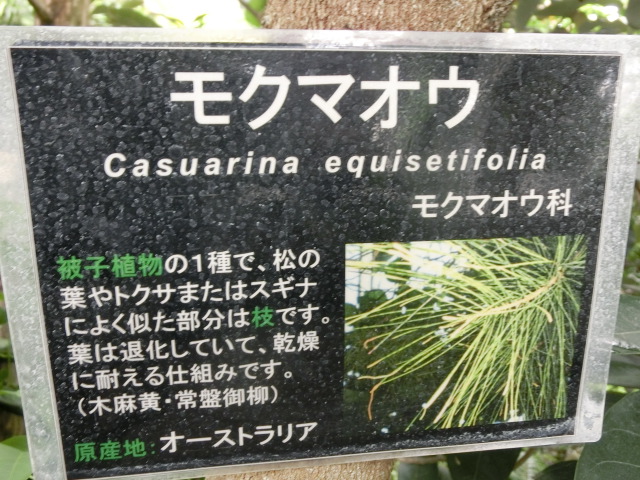 モクマオウ
Casuarina equisetifolia
モクマオウ科
被子植物の1種で、松の
葉やトクサまたはスギナ
によく似た部分は枝です。
葉は退化していて、乾燥
に耐える仕組みです。
（木麻黄・常盤御柳）
原産地：オーストラリア